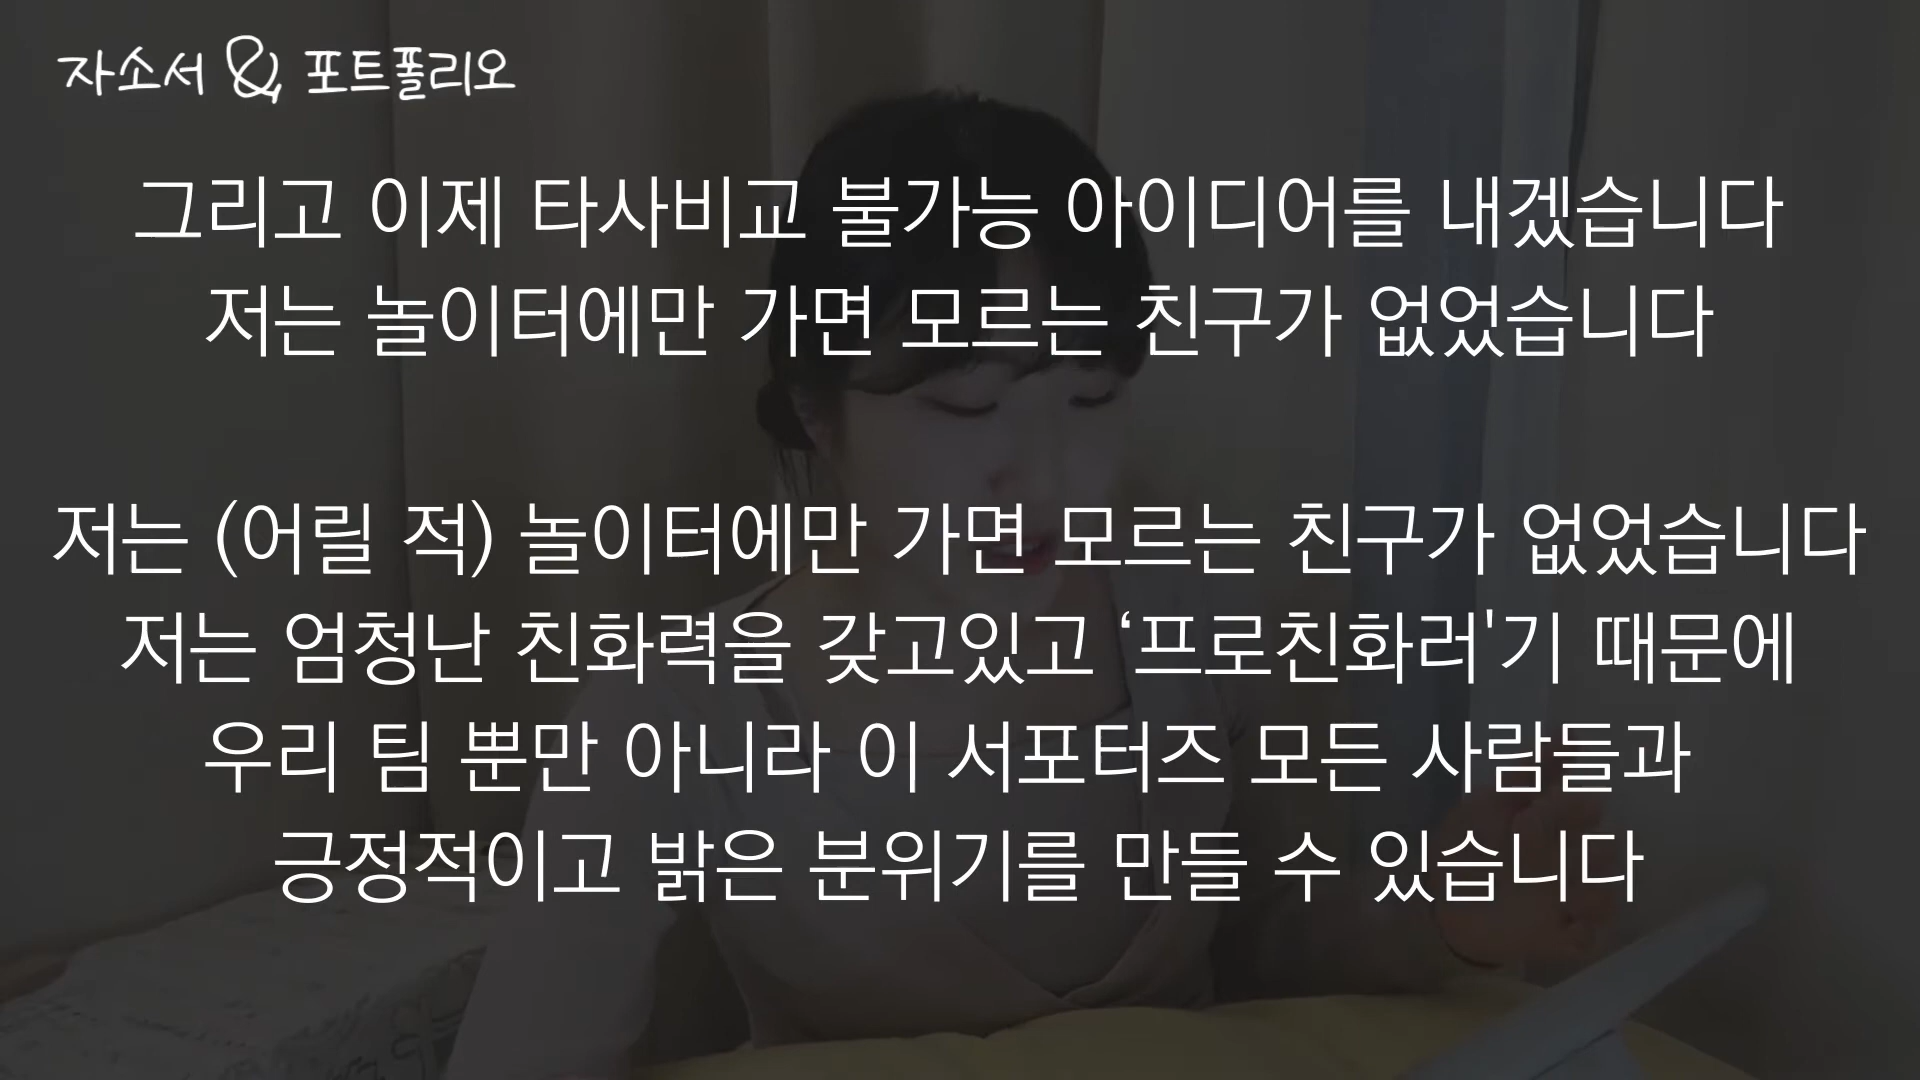 자소서 & 포트폴리오
그리고 이제 타사비교 불가능 아이디어를 내겠습니다
저는 놀이터에만 가면 모르는 친구가 없었습니다
저는 (어릴 적) 놀이터에만 가면 모르는 친구가 없었습니다
저는 엄청난 친화력을 갖고있고 ‘프로친화러'기 때문에
우리 팀 뿐만 아니라 이 서포터즈 모든 사람들과
긍정적이고 밝은 분위기를 만들 수 있습니다